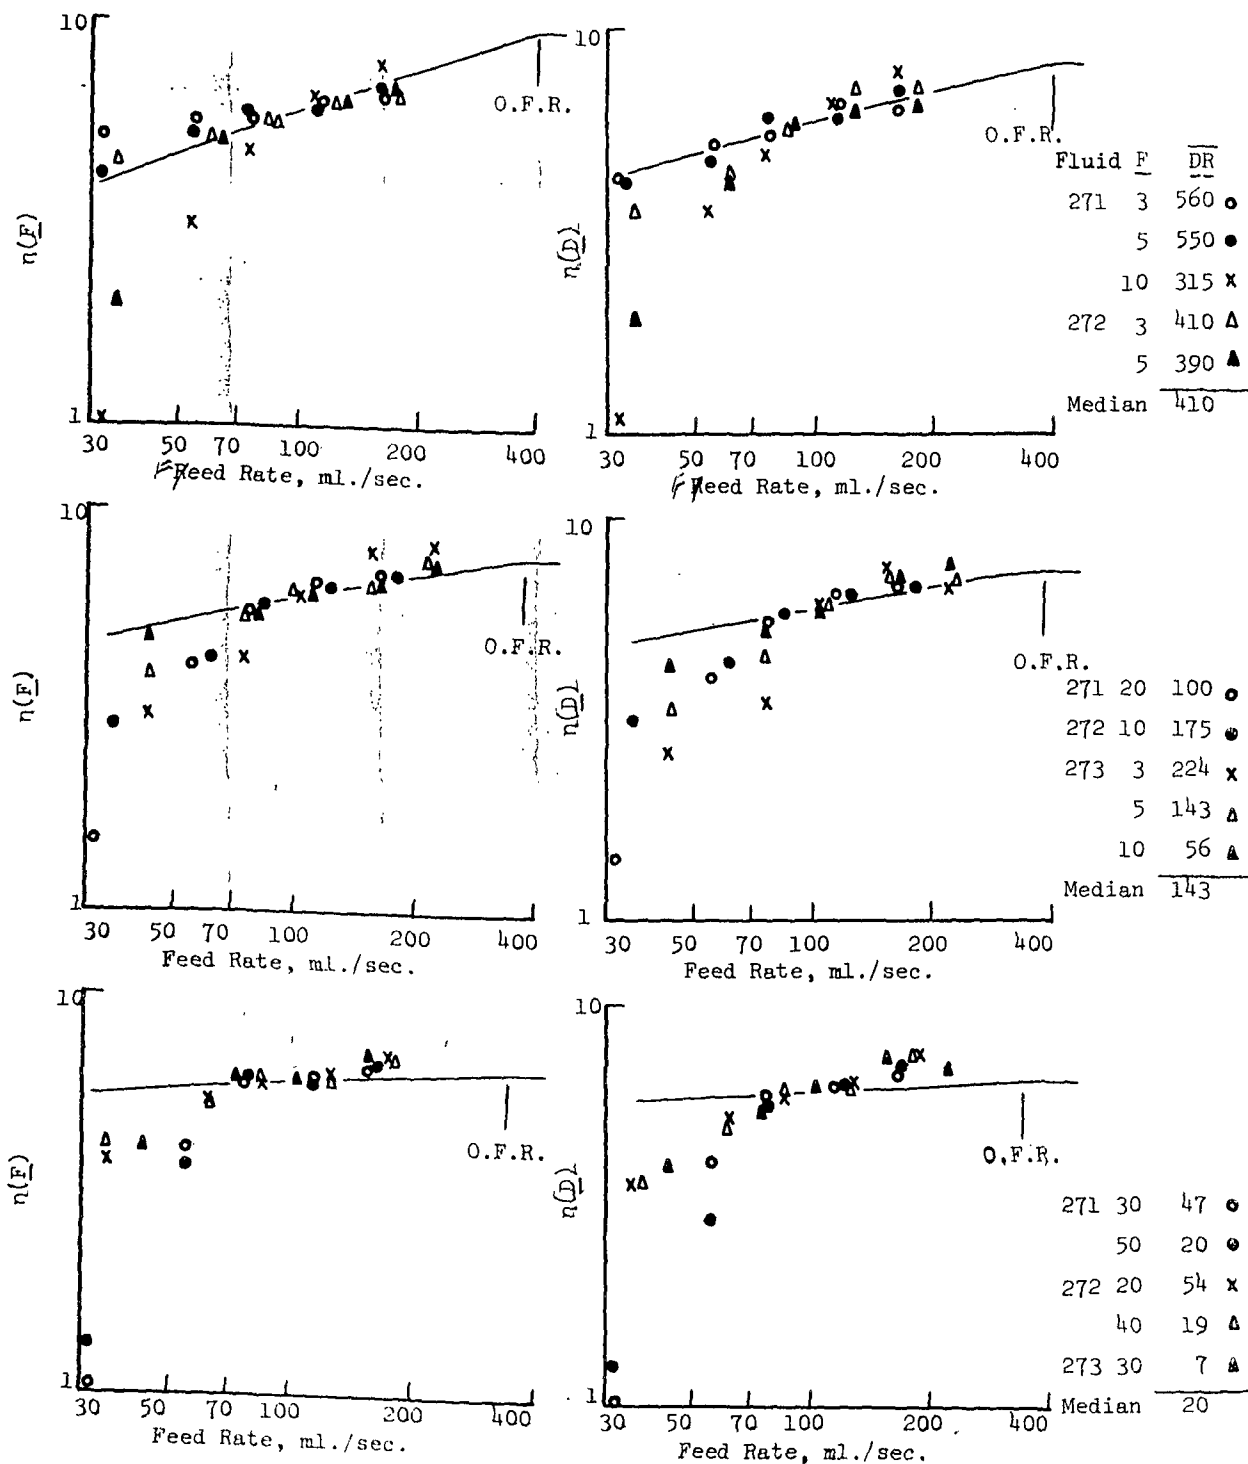 10
η(F)
O.F.R.
1
30 50 70 100 200 400
Feed Rate, ml./sec.
10
η(D)
O.F.R.
1
30 50 70 100 200 400
Feed Rate, ml./sec.
Fluid F DR
271 3 560
5 550
10 315
272 3 410
5 390
Median 410
10
η(F)
O.F.R.
1
30 50 70 100 200 400
Feed Rate, ml./sec.
10
η(D)
O.F.R.
1
30 50 70 100 200 400
Feed Rate, ml./sec.
271 20 100
272 10 175
273 3 224
5 143
10 56
Median 143
10
η(F)
O.F.R.
1
30 50 70 100 200 400
Feed Rate, ml./sec.
10
η(D)
O.F.R.
1
30 50 70 100 200 400
Feed Rate, ml./sec.
271 30 47
50 20
272 20 54
40 19
273 30 7
Median 20